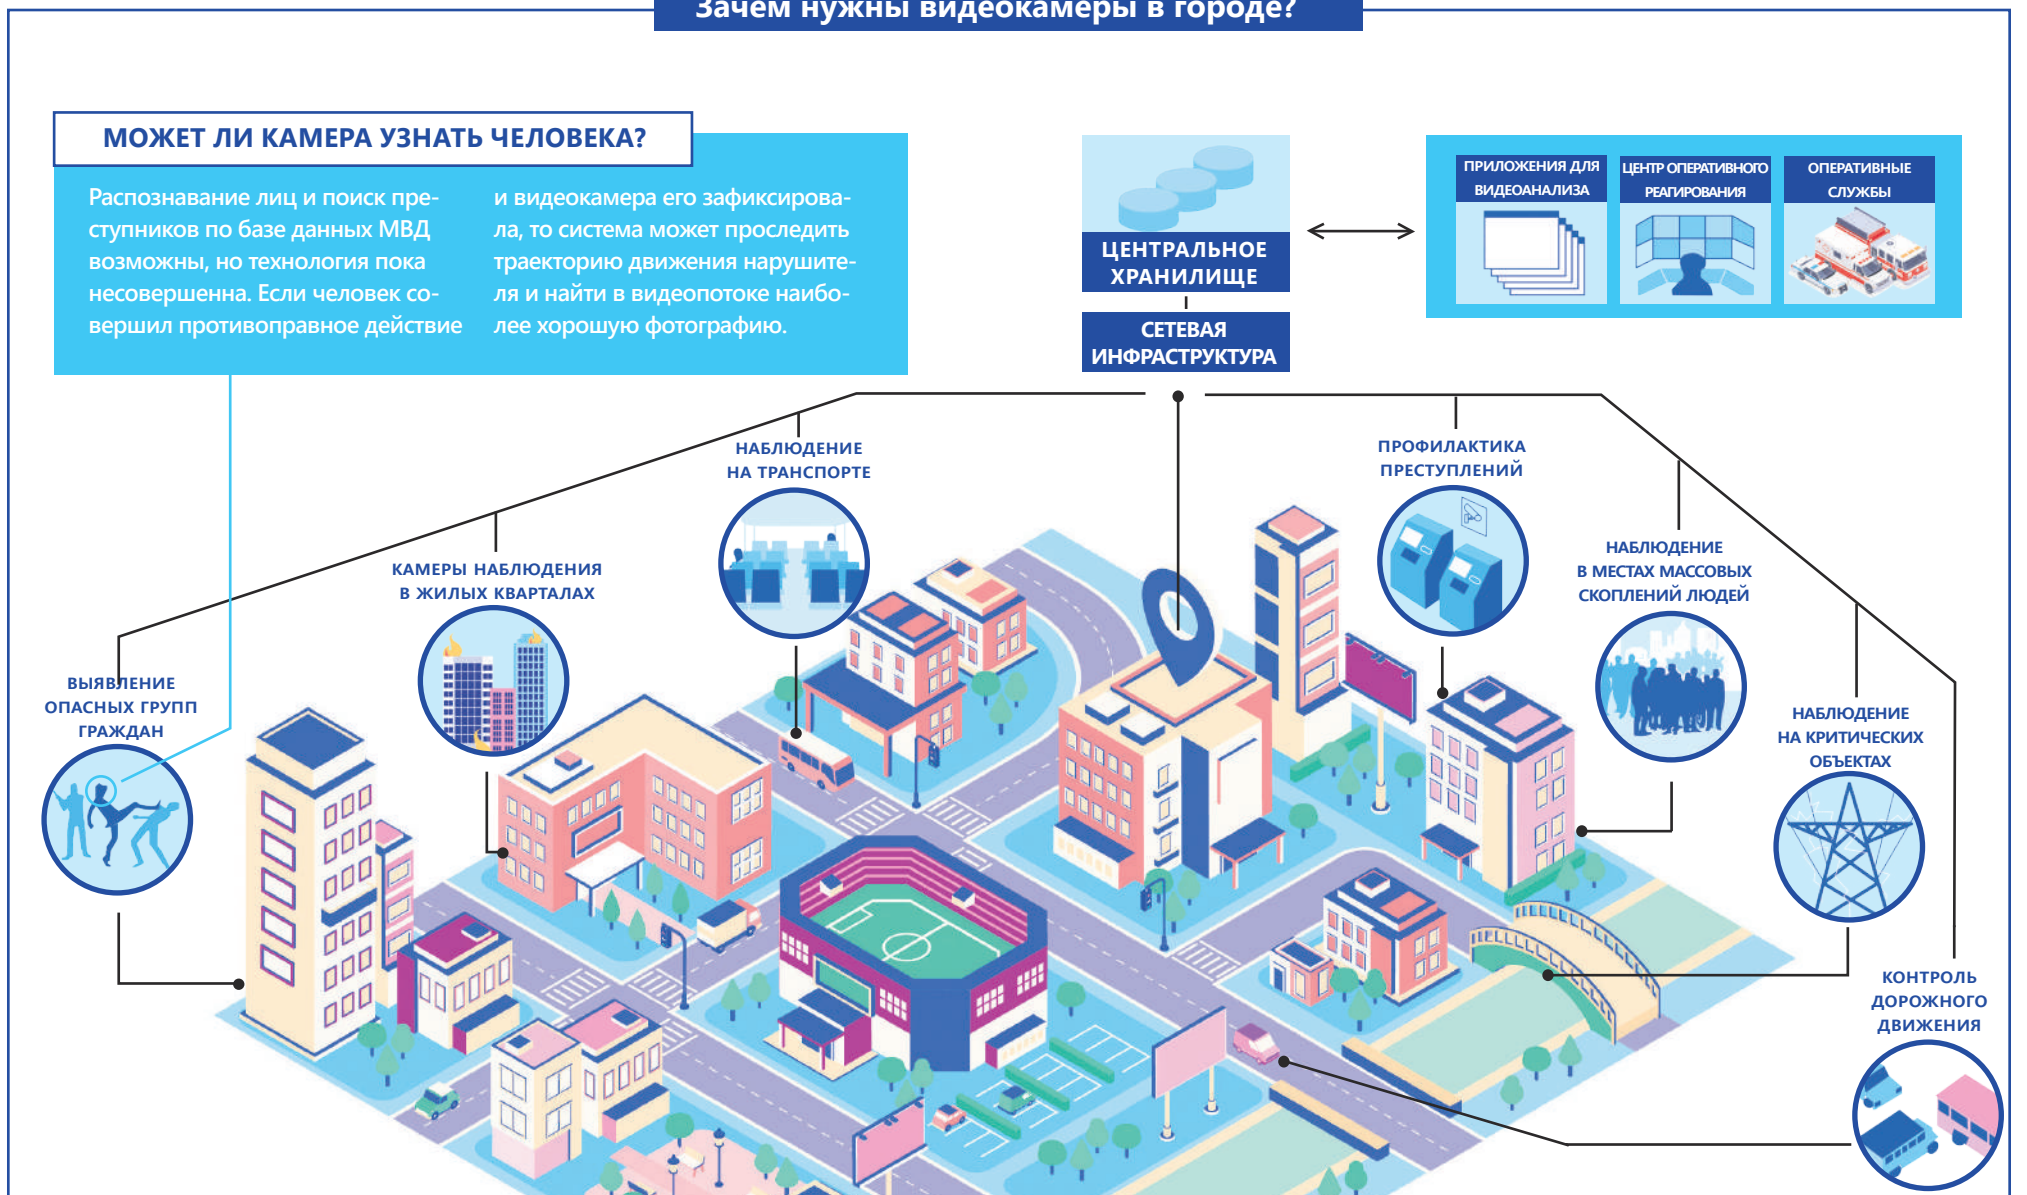 Зачем нужны видеокамеры в городе?
МОЖЕТ ЛИ КАМЕРА УЗНАТЬ ЧЕЛОВЕКА?
Распознавание лиц и поиск пре-
ступников по базе данных МВД
возможны, но технология пока
несовершенна. Если человек со-
вершил противоправное действие
и видеокамера его зафиксирова-
ла, то система может проследить
траекторию движения нарушите-
ля и найти в видеопотоке наибо-
лее хорошую фотографию.
ЦЕНТРАЛЬНОЕ
ХРАНИЛИЩЕ
СЕТЕВАЯ
ИНФРАСТРУКТУРА
ПРИЛОЖЕНИЯ ДЛЯ
ВИДЕОАНАЛИЗА
ЦЕНТР ОПЕРАТИВНОГО
РЕАГИРОВАНИЯ
ОПЕРАТИВНЫЕ
СЛУЖБЫ
ВЫЯВЛЕНИЕ
ОПАСНЫХ ГРУПП
ГРАЖДАН
КАМЕРЫ НАБЛЮДЕНИЯ
В ЖИЛЫХ КВАРТАЛАХ
НАБЛЮДЕНИЕ
НА ТРАНСПОРТЕ
ПРОФИЛАКТИКА
ПРЕСТУПЛЕНИЙ
НАБЛЮДЕНИЕ
В МЕСТАХ МАССОВЫХ
СКОПЛЕНИЙ ЛЮДЕЙ
НАБЛЮДЕНИЕ
НА КРИТИЧЕСКИХ
ОБЪЕКТАХ
КОНТРОЛЬ
ДОРОЖНОГО
ДВИЖЕНИЯ